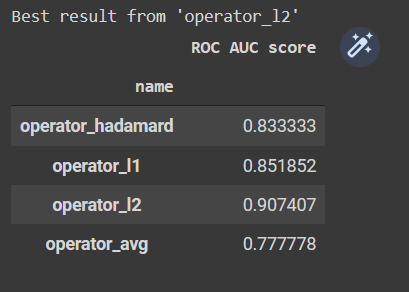 Best result from 'operator_l2'
ROC AUC score
name
operator_hadamard 0.833333
operator_l1 0.851852
operator_l2 0.907407
operator_avg 0.777778